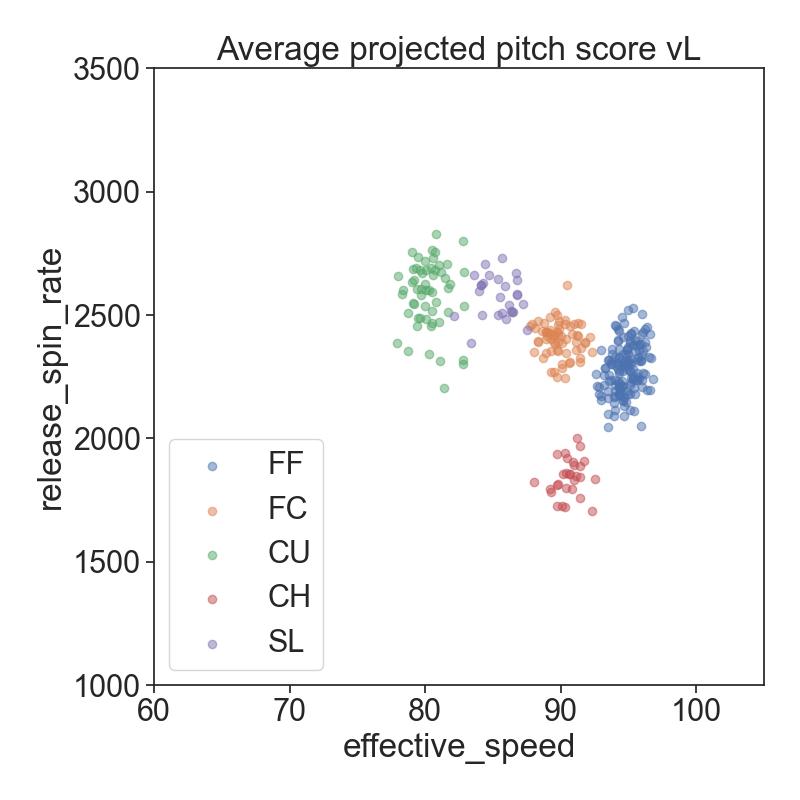 Average projected pitch score vL
3500
3000
2500
2000
1500
1000
release_spin_rate
FF
FC
CU
CH
SL
60 70 80 90 100
effective_speed